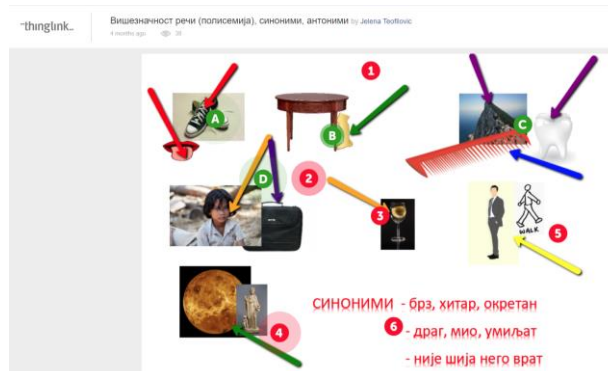 thinglink..
Вишезначност речи (полисемија), синоними, антоними by Jelena Teofilovic
4 months ago 38
1
A
B
C
D
2
3
WALK
5
4
СИНОНИМИ - брз, хитар, окретан
6 - драг, мио, умиљат
- није шија него врат